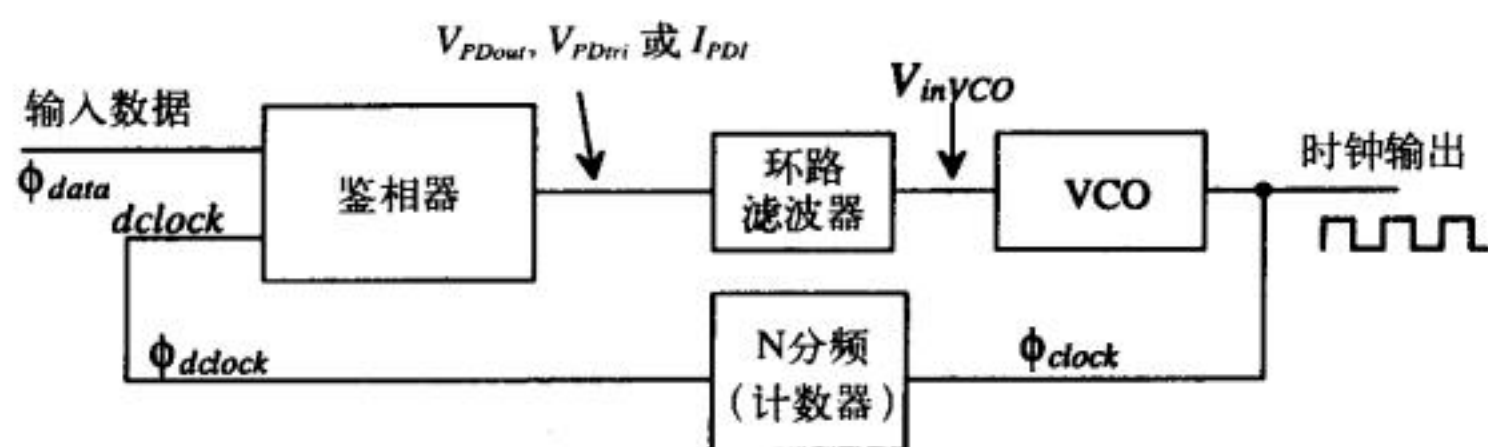 V_PDout, V_PDtri 或 I_PDI
V_inVCO
输入数据
时钟输出
鉴相器
环路
滤波器
VCO
ϕ_data
dclock
N分频
(计数器)
ϕ_dclock
ϕ_clock